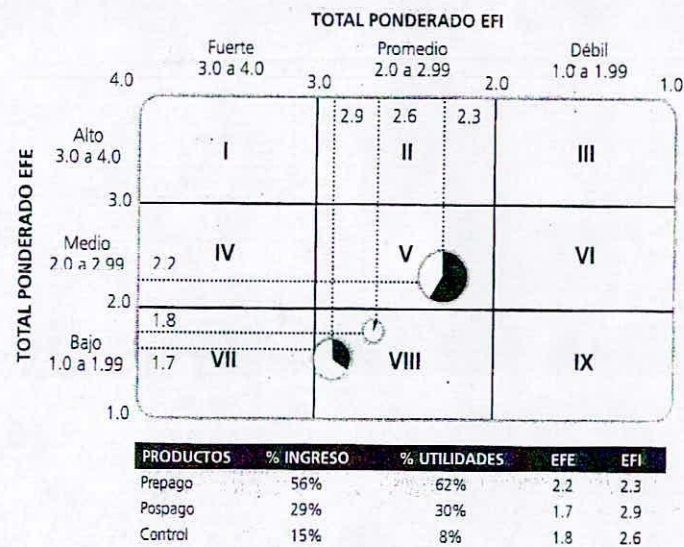 TOTAL PONDERADO EFI
Fuerte Promedio Débil
3.0 a 4.0 2.0 a 2.99 1.0 a 1.99
4.0 3.0 2.0 1.0
2.9 2.6 2.3
TOTAL PONDERADO EFE
Alto
3.0 a 4.0
I II III
3.0
Medio
2.0 a 2.99
IV V VI
2.2
2.0
1.8
Bajo
1.0 a 1.99
1.7 VII VIII IX
1.0
PRODUCTOS % INGRESO % UTILIDADES EFE EFI
Prepago 56% 62% 2.2 2.3
Pospago 29% 30% 1.7 2.9
Control 15% 8% 1.8 2.6